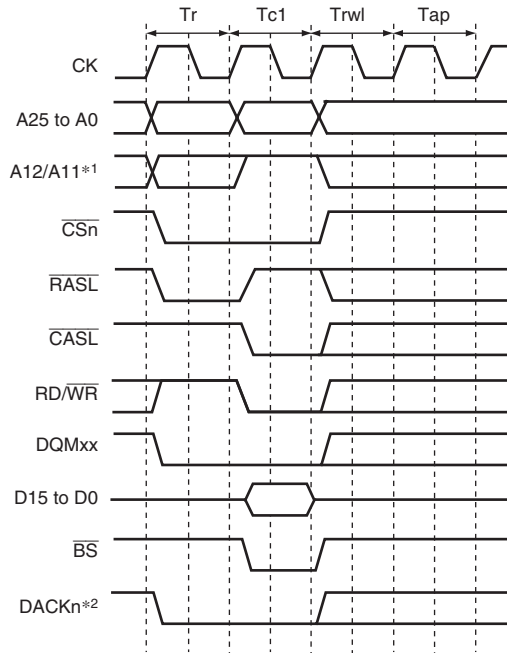 Tr Tc1 Trwl Tap
CK
A25 to A0
A12/A11*1
CSn
RASL
CASL
RD/WR
DQMxx
D15 to D0
BS
DACKn*2